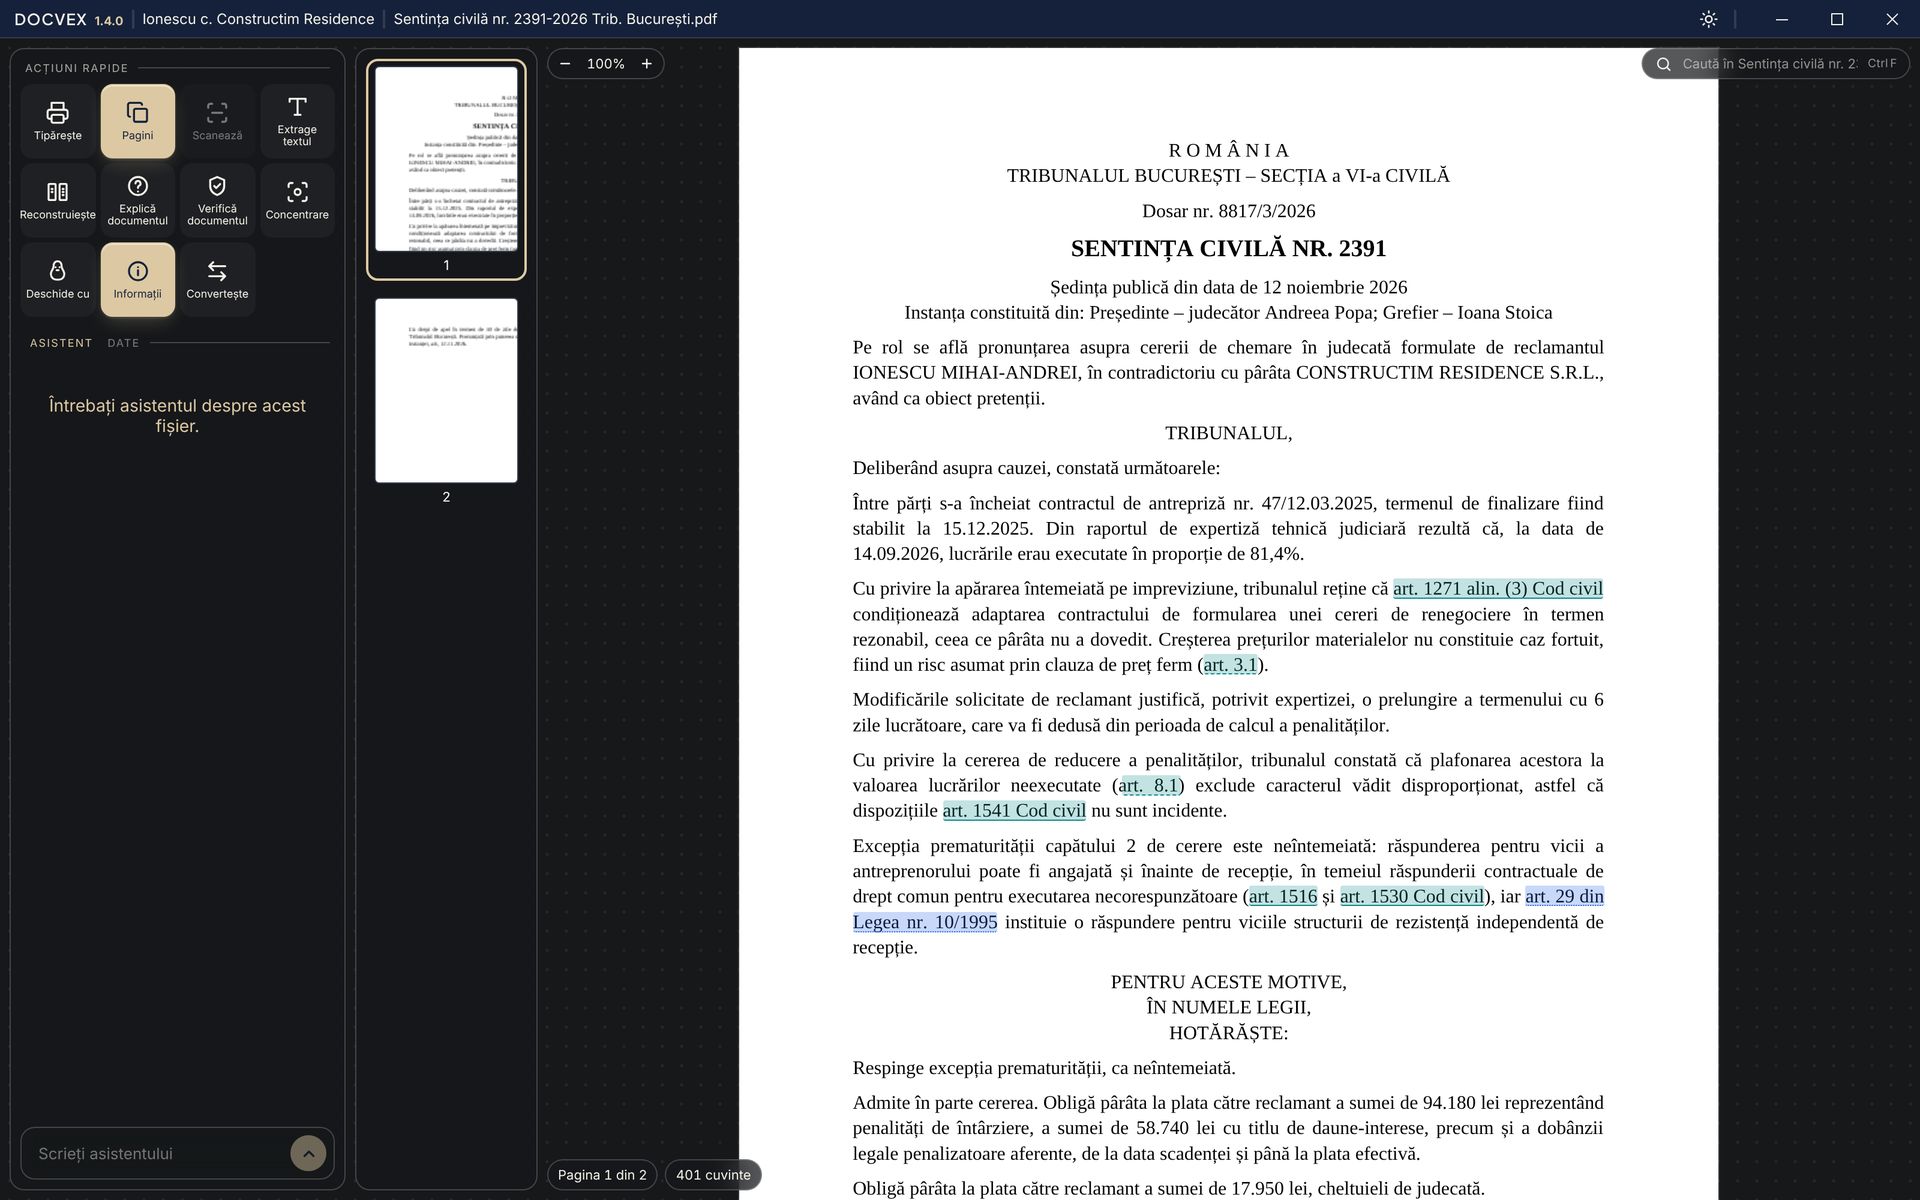 DOCVEX 1.4.0 Ionescu c. Constructim Residence Sentința civilă nr. 2391-2026 Trib. București.pdf
ACȚIUNI RAPIDE
Tipărește
Pagini
Scanează
Extrage textul
Reconstruiește
Explică documentul
Verifică documentul
Concentrare
Deschide cu
Informații
Convertește
ASISTENT DATE
Întrebați asistentul despre acest
fișier.
Scrieți asistentului
1
2
100%
Caută în Sentința civilă nr. 2 Ctrl F
R O M Â N I A
TRIBUNALUL BUCUREȘTI – SECȚIA a VI-a CIVILĂ
Dosar nr. 8817/3/2026
SENTINȚA CIVILĂ NR. 2391
Ședința publică din data de 12 noiembrie 2026
Instanța constituită din: Președinte – judecător Andreea Popa; Grefier – Ioana Stoica
Pe rol se află pronunțarea asupra cererii de chemare în judecată formulate de reclamantul
IONESCU MIHAI-ANDREI, în contradictoriu cu pârâta CONSTRUCTIM RESIDENCE S.R.L.,
având ca obiect pretenții.
TRIBUNALUL,
Deliberând asupra cauzei, constată următoarele:
Între părți s-a încheiat contractul de antrepriză nr. 47/12.03.2025, termenul de finalizare fiind
stabilit la 15.12.2025. Din raportul de expertiză tehnică judiciară rezultă că, la data de
14.09.2026, lucrările erau executate în proporție de 81,4%.
Cu privire la apărarea întemeiată pe impreviziune, tribunalul reține că art. 1271 alin. (3) Cod civil
condiționează adaptarea contractului de formularea unei cereri de renegociere în termen
rezonabil, ceea ce pârâta nu a dovedit. Creșterea prețurilor materialelor nu constituie caz fortuit,
fiind un risc asumat prin clauza de preț ferm (art. 3.1).
Modificările solicitate de reclamant justifică, potrivit expertizei, o prelungire a termenului cu 6
zile lucrătoare, care va fi dedusă din perioada de calcul a penalităților.
Cu privire la cererea de reducere a penalităților, tribunalul constată că plafonarea acestora la
valoarea lucrărilor neexecutate (art. 8.1) exclude caracterul vădit disproporționat, astfel că
dispozițiile art. 1541 Cod civil nu sunt incidente.
Excepția prematurității capătului 2 de cerere este neîntemeiată: răspunderea pentru vicii a
antreprenorului poate fi angajată și înainte de recepție, în temeiul răspunderii contractuale de
drept comun pentru executarea necorespunzătoare (art. 1516 și art. 1530 Cod civil), iar art. 29 din
Legea nr. 10/1995 instituie o răspundere pentru viciile structurii de rezistență independentă de
recepție.
PENTRU ACESTE MOTIVE,
ÎN NUMELE LEGII,
HOTĂRĂȘTE:
Respinge excepția prematurității, ca neîntemeiată.
Admite în parte cererea. Obligă pârâta la plata către reclamant a sumei de 94.180 lei reprezentând
penalități de întârziere, a sumei de 58.740 lei cu titlu de daune-interese, precum și a dobânzii
legale penalizatoare aferente, de la data scadenței și până la plata efectivă.
Obligă pârâta la plata către reclamant a sumei de 17.950 lei, cheltuieli de judecată.
Pagina 1 din 2
401 cuvinte